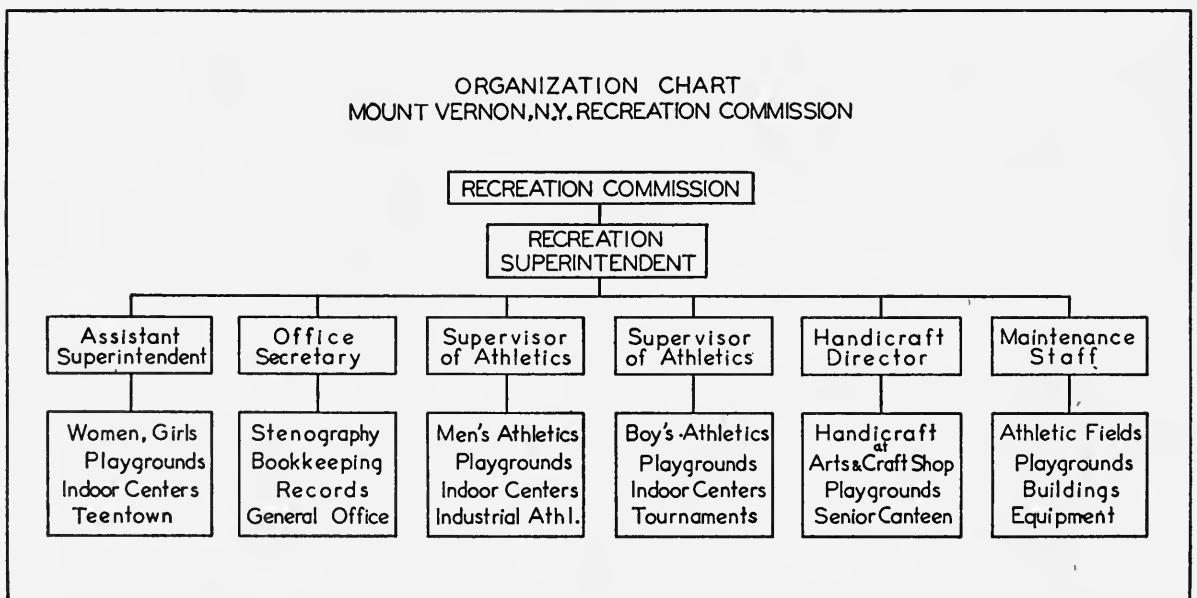 ORGANIZATION CHART
MOUNT VERNON, N.Y. RECREATION COMMISSION
RECREATION COMMISSION
RECREATION
SUPERINTENDENT
Assistant
Superintendent
Office
Secretary
Supervisor
of Athletics
Supervisor
of Athletics
Handicraft
Director
Maintenance
Staff
Women, Girls
Playgrounds
Indoor Centers
Teentown
Stenography
Bookkeeping
Records
General Office
Men's Athletics
Playgrounds
Indoor Centers
Industrial Athl.
Boy's Athletics
Playgrounds
Indoor Centers
Tournaments
Handicraft
at
Arts & Craft Shop
Playgrounds
Senior Canteen
Athletic Fields
Playgrounds
Buildings
Equipment